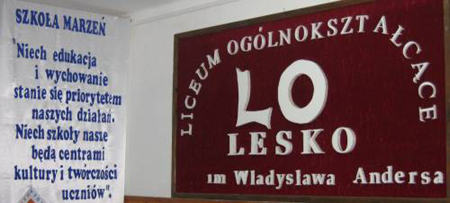 SZKOŁA MARZEŃ
"Niech edukacja
i wychowanie
stanie się priorytetem
naszych działań.
Niech szkoły nasze
będą centrami
kultury i twórczości
uczniów".
LICEUM OGÓLNOKSZTAŁCĄCE
LO
LESKO
im Wladyslawa Andersa